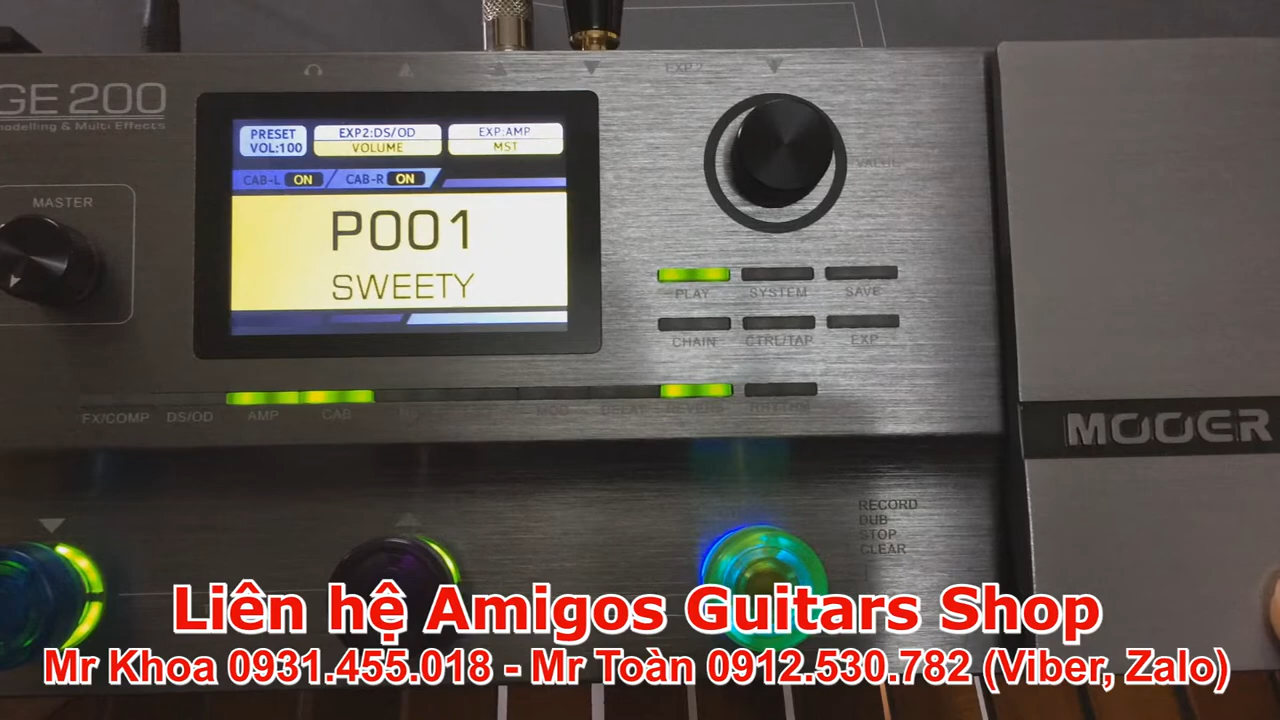 GE200
Modelling & Multi Effects
EXP2
MASTER
PRESET
VOL:100
EXP2:DS/OD
VOLUME
EXP:AMP
MST
CAB-L ON
CAB-R ON
P001
SWEETY
VALUE
PLAY SYSTEM SAVE
CHAIN CTRL/TAP EXP
FX/COMP DS/OD AMP CAB MOD DELAY REVERB RHYTHM
MOOER
RECORD
DUB
STOP
CLEAR
Liên hệ Amigos Guitars Shop
Mr Khoa 0931.455.018 - Mr Toàn 0912.530.782 (Viber, Zalo)